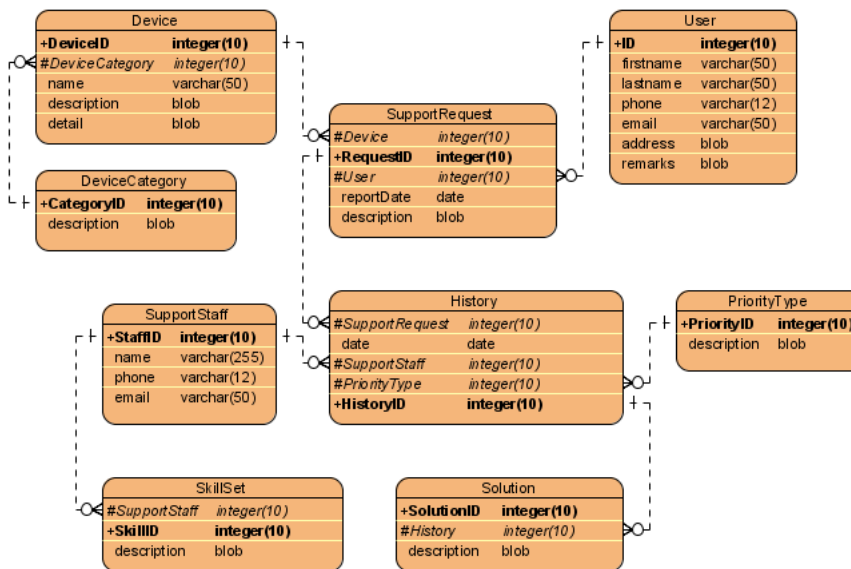 Device
+DeviceID integer(10)
#DeviceCategory integer(10)
name varchar(50)
description blob
detail blob
User
+ID integer(10)
firstname varchar(50)
lastname varchar(50)
phone varchar(12)
email varchar(50)
address blob
remarks blob
SupportRequest
#Device integer(10)
+RequestID integer(10)
#User integer(10)
reportDate date
description blob
DeviceCategory
+CategoryID integer(10)
description blob
SupportStaff
+StaffID integer(10)
name varchar(255)
phone varchar(12)
email varchar(50)
History
#SupportRequest integer(10)
date date
#SupportStaff integer(10)
#PriorityType integer(10)
+HistoryID integer(10)
PriorityType
+PriorityID integer(10)
description blob
SkillSet
#SupportStaff integer(10)
+SkillID integer(10)
description blob
Solution
+SolutionID integer(10)
#History integer(10)
description blob